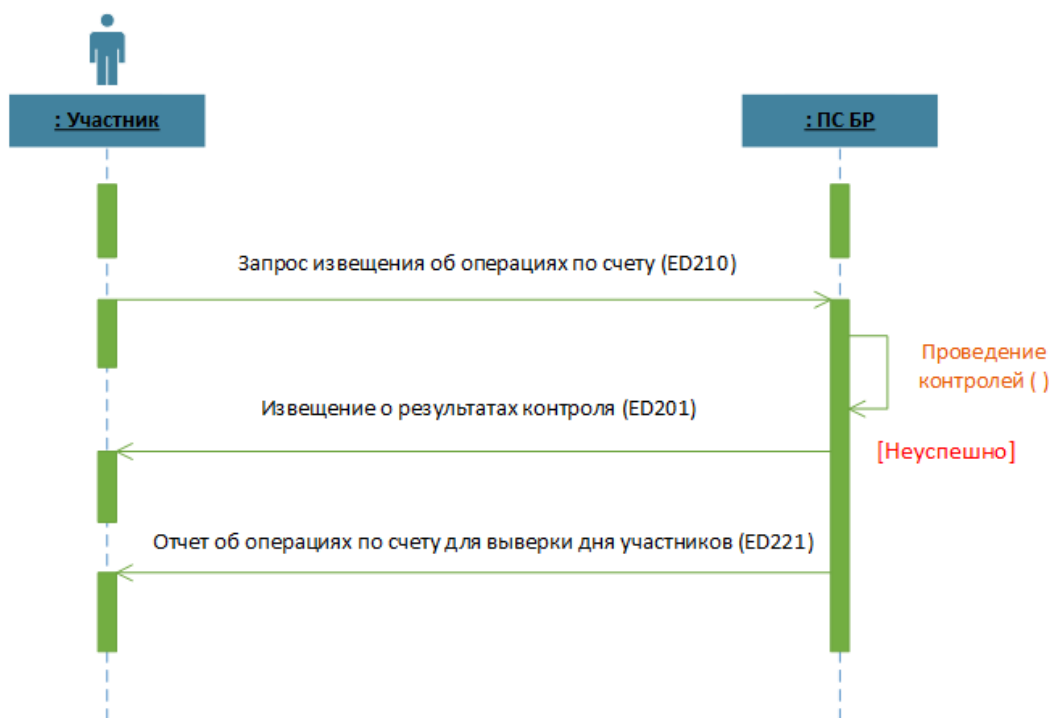 : Участник
: ПС БР
Запрос извещения об операциях по счету (ED210)
Проведение
контролей ( )
Извещение о результатах контроля (ED201)
[Неуспешно]
Отчет об операциях по счету для выверки дня участников (ED221)